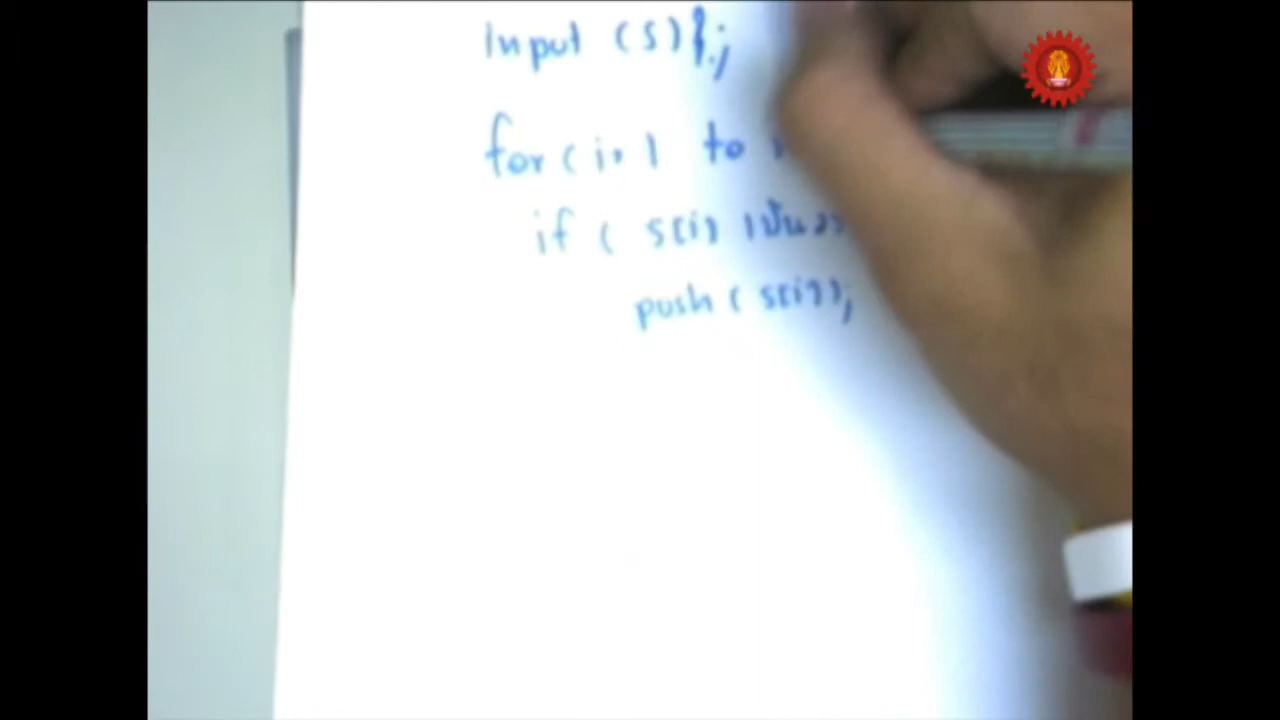 input (s)};
for (i=1 to
if ( s[i] เป็น
push ( s[i]);